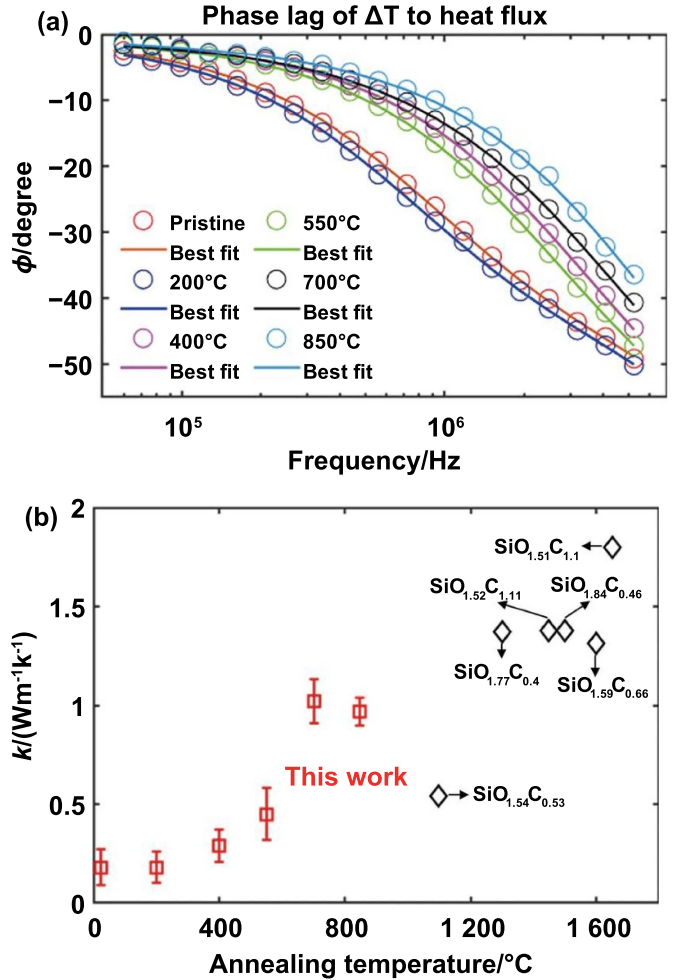 (a) Phase lag of ΔT to heat flux
0
−10
−20
−30
−40
−50
ϕ/degree
Pristine 550°C
Best fit Best fit
200°C 700°C
Best fit Best fit
400°C 850°C
Best fit Best fit
10⁵ 10⁶
Frequency/Hz
(b)
2
1.5
1
0.5
0
k/(Wm⁻¹k⁻¹)
SiO₁.₅₁C₁.₁
SiO₁.₅₂C₁,₁₁ SiO₁.₈₄C₀.₄₆
SiO₁.₇₇C₀.₄ SiO₁.₅₉C₀.₆₆
This work
SiO₁.₅₄C₀.₅₃
0 400 800 1 200 1 600
Annealing temperature/°C